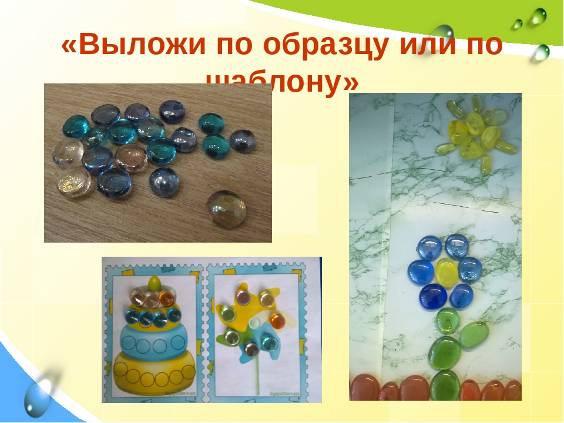 «Выложи по образцу или по
шаблону»